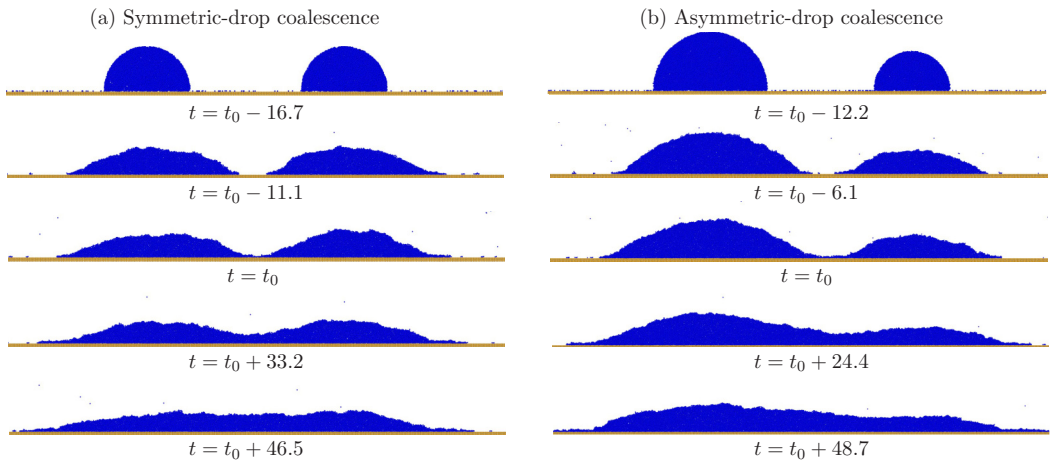 (a) Symmetric-drop coalescence
t = t₀ − 16.7
t = t₀ − 11.1
t = t₀
t = t₀ + 33.2
t = t₀ + 46.5
(b) Asymmetric-drop coalescence
t = t₀ − 12.2
t = t₀ − 6.1
t = t₀
t = t₀ + 24.4
t = t₀ + 48.7